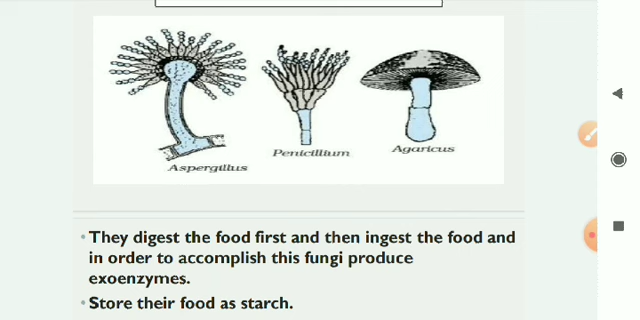 Aspergillus
Penicillium
Agaricus
They digest the food first and then ingest the food and
in order to accomplish this fungi produce
exoenzymes.
Store their food as starch.